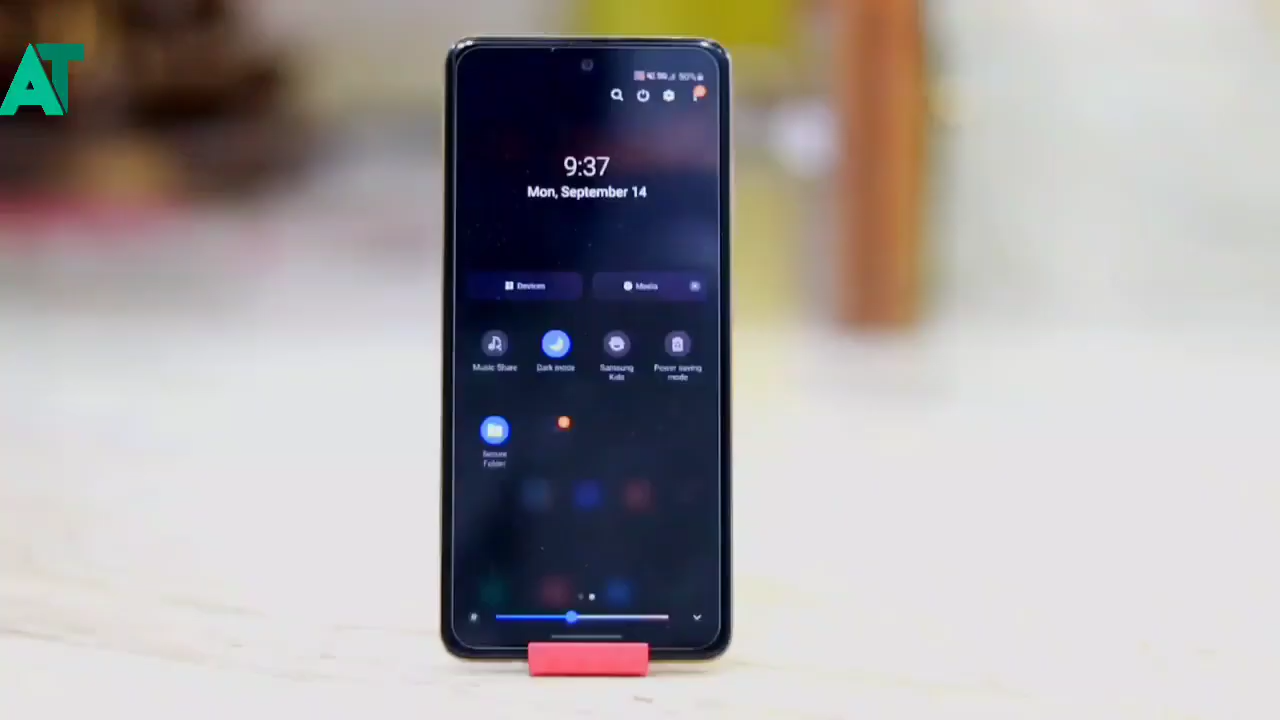 AT
50%
9:37
Mon, September 14
Devices
Media
Music Share
Dark mode
Samsung
Kids
Power saving
mode
Secure
Folder